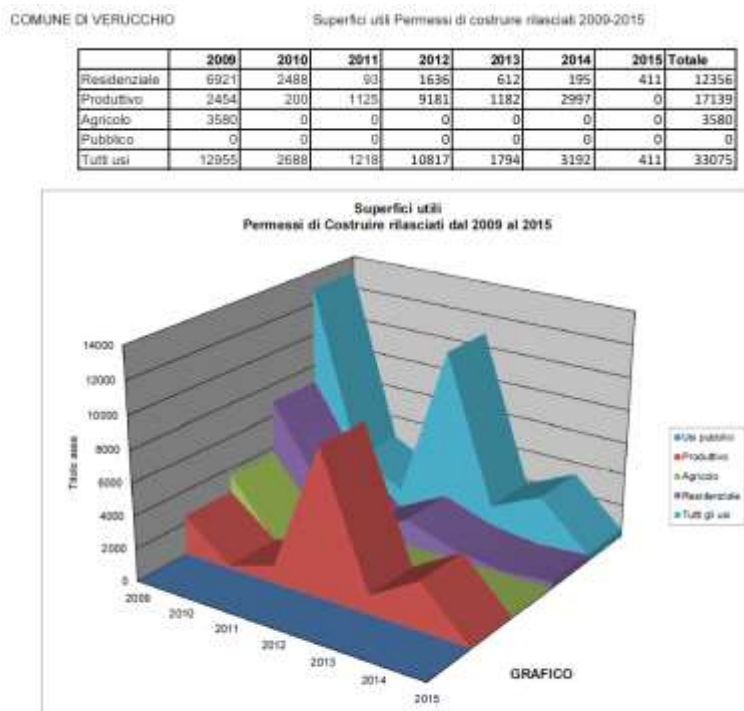 COMUNE DI VERUCCHIO Superfici utili Permessi di costruire rilasciati 2009-2015
2009 2010 2011 2012 2013 2014 2015 Totale
Residenziale 6921 2488 93 1636 612 195 411 12356
Produttivo 2454 200 1125 9181 1182 2997 0 17139
Agricolo 3580 0 0 0 0 0 0 3580
Pubblico 0 0 0 0 0 0 0 0
Tutti usi 12955 2688 1218 10817 1794 3192 411 33075
Superfici utili
Permessi di Costruire rilasciati dal 2009 al 2015
14000
12000
10000
8000
6000
4000
2000
0
Titolo asse
2009
2010
2011
2012
2013
2014
2015
Usi pubblici
Produttivo
Agricolo
Residenziale
Tutti gli usi
GRAFICO